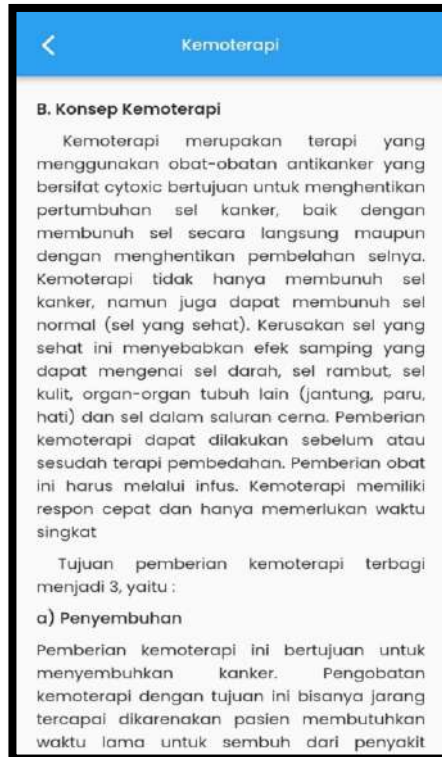 Kemoterapi
B. Konsep Kemoterapi
Kemoterapi merupakan terapi yang
menggunakan obat-obatan antikanker yang
bersifat cytoxic bertujuan untuk menghentikan
pertumbuhan sel kanker, baik dengan
membunuh sel secara langsung maupun
dengan menghentikan pembelahan selnya.
Kemoterapi tidak hanya membunuh sel
kanker, namun juga dapat membunuh sel
normal (sel yang sehat). Kerusakan sel yang
sehat ini menyebabkan efek samping yang
dapat mengenai sel darah, sel rambut, sel
kulit, organ-organ tubuh lain (jantung, paru,
hati) dan sel dalam saluran cerna. Pemberian
kemoterapi dapat dilakukan sebelum atau
sesudah terapi pembedahan. Pemberian obat
ini harus melalui infus. Kemoterapi memiliki
respon cepat dan hanya memerlukan waktu
singkat
Tujuan pemberian kemoterapi terbagi
menjadi 3, yaitu :
a) Penyembuhan
Pemberian kemoterapi ini bertujuan untuk
menyembuhkan kanker. Pengobatan
kemoterapi dengan tujuan ini bisanya jarang
tercapai dikarenakan pasien membutuhkan
waktu lama untuk sembuh dari penyakit